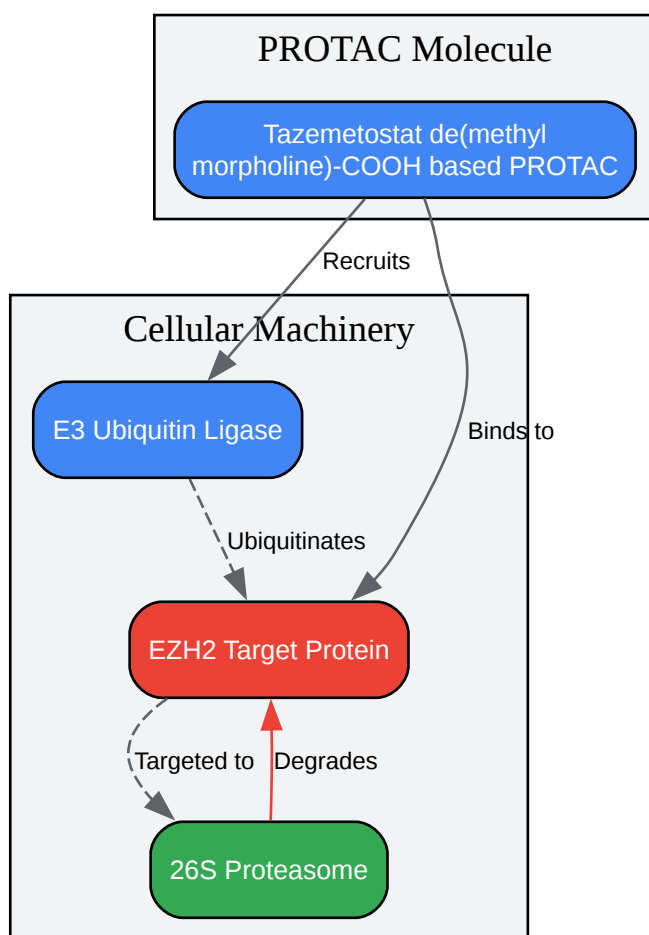 PROTAC Molecule
Tazemetostat de(methyl
morpholine)-COOH based PROTAC
Recruits
Cellular Machinery
E3 Ubiquitin Ligase
Binds to
Ubiquitinates
EZH2 Target Protein
Targeted to
Degrades
26S Proteasome